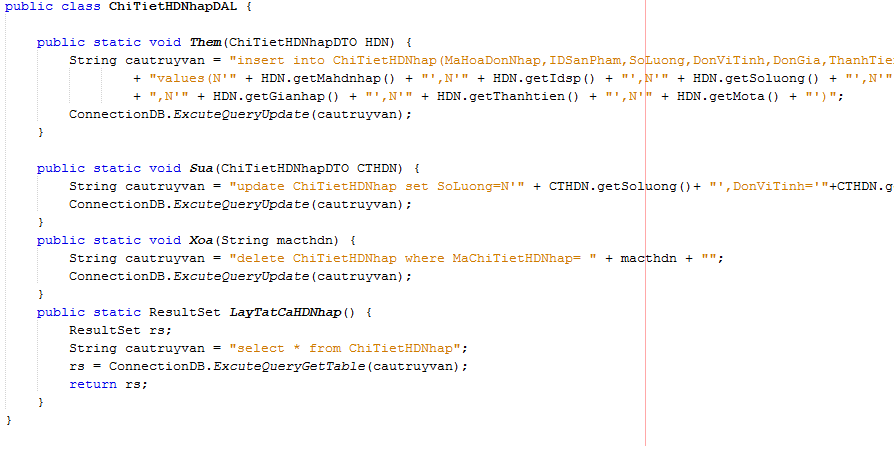 public class ChiTietHDNhapDAL {
public static void Them(ChiTietHDNhapDTO HDN) {
String cautruyvan = "insert into ChiTietHDNhap(MaHoaDonNhap,IDSanPham,SoLuong,DonViTinh,DonGia,ThanhTie
+ "values(N'" + HDN.getMahdnhap() + "',N'" + HDN.getIdsp() + "',N'" + HDN.getSoluong() + "',N'"
+ ",N'" + HDN.getGianhap() + "',N'" + HDN.getThanhtien() + "',N'" + HDN.getMota() + "')";
ConnectionDB.ExcuteQueryUpdate(cautruyvan);
}
public static void Sua(ChiTietHDNhapDTO CTHDN) {
String cautruyvan = "update ChiTietHDNhap set SoLuong=N'" + CTHDN.getSoluong()+ "',DonViTinh='"+CTHDN.g
ConnectionDB.ExcuteQueryUpdate(cautruyvan);
}
public static void Xoa(String macthdn) {
String cautruyvan = "delete ChiTietHDNhap where MaChiTietHDNhap= " + macthdn + "";
ConnectionDB.ExcuteQueryUpdate(cautruyvan);
}
public static ResultSet LayTatCaHDNhap() {
ResultSet rs;
String cautruyvan = "select * from ChiTietHDNhap";
rs = ConnectionDB.ExcuteQueryGetTable(cautruyvan);
return rs;
}
}